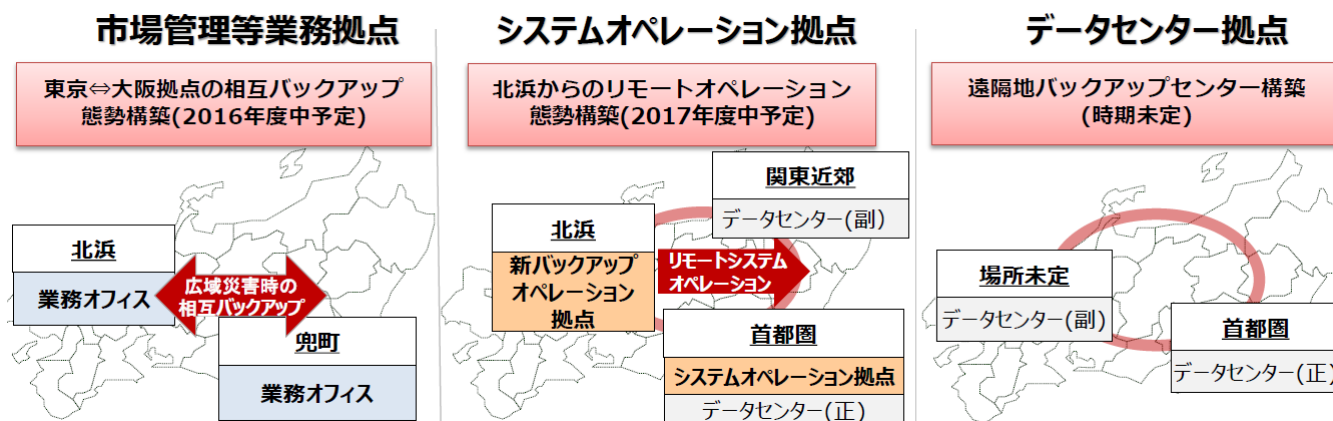 市場管理等業務拠点
東京⇔大阪拠点の相互バックアップ
態勢構築(2016年度中予定)
北浜
業務オフィス
広域災害時の
相互バックアップ
兜町
業務オフィス
システムオペレーション拠点
北浜からのリモートオペレーション
態勢構築(2017年度中予定)
関東近郊
データセンター(副)
北浜
新バックアップ
オペレーション
拠点
リモートシステム
オペレーション
首都圏
システムオペレーション拠点
データセンター(正)
データセンター拠点
遠隔地バックアップセンター構築
(時期未定)
場所未定
データセンター(副)
首都圏
データセンター(正)